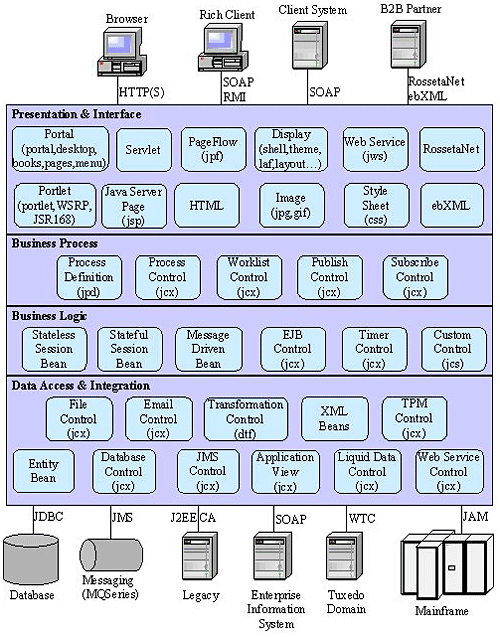 Browser
Rich Client
Client System
B2B Partner
HTTP(S)
SOAP
RMI
SOAP
RossetaNet
ebXML
Presentation & Interface
Portal
(portal,desktop,
books,pages,menu)
Servlet
PageFlow
(jpf)
Display
(shell,theme,
laf,layout...)
Web Service
(jws)
RossetaNet
Portlet
(portlet,WSRP,
JSR168)
Java Server
Page
(jsp)
HTML
Image
(jpg,gif)
Style
Sheet
(css)
ebXML
Business Process
Process
Definition
(jpd)
Process
Control
(jcx)
Worklist
Control
(jcx)
Publish
Control
(jcx)
Subscribe
Control
(jcx)
Business Logic
Stateless
Session
Bean
Stateful
Session
Bean
Message
Driven
Bean
EJB
Control
(jcx)
Timer
Control
(jcx)
Custom
Control
(jcs)
Data Access & Integration
File
Control
(jcx)
Email
Control
(jcx)
Transformation
Control
(dtf)
XML
Beans
TPM
Control
(jcx)
Entity
Bean
Database
Control
(jcx)
JMS
Control
(jcx)
Application
View
(jcx)
Liquid Data
Control
(jcx)
Web Service
Control
(jcx)
JDBC
JMS
J2EE CA
SOAP
WTC
JAM
Database
Messaging
(MQSeries)
Legacy
Enterprise
Information
System
Tuxedo
Domain
Mainframe